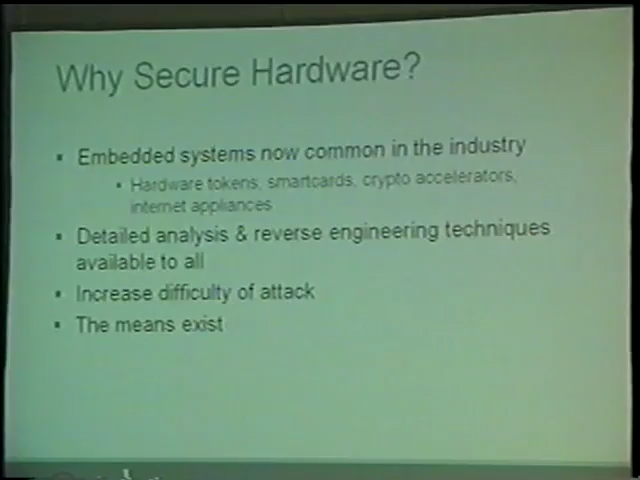 Why Secure Hardware?
▪ Embedded systems now common in the industry
▪ Hardware tokens, smartcards, crypto accelerators,
internet appliances
▪ Detailed analysis & reverse engineering techniques
available to all
▪ Increase difficulty of attack
▪ The means exist